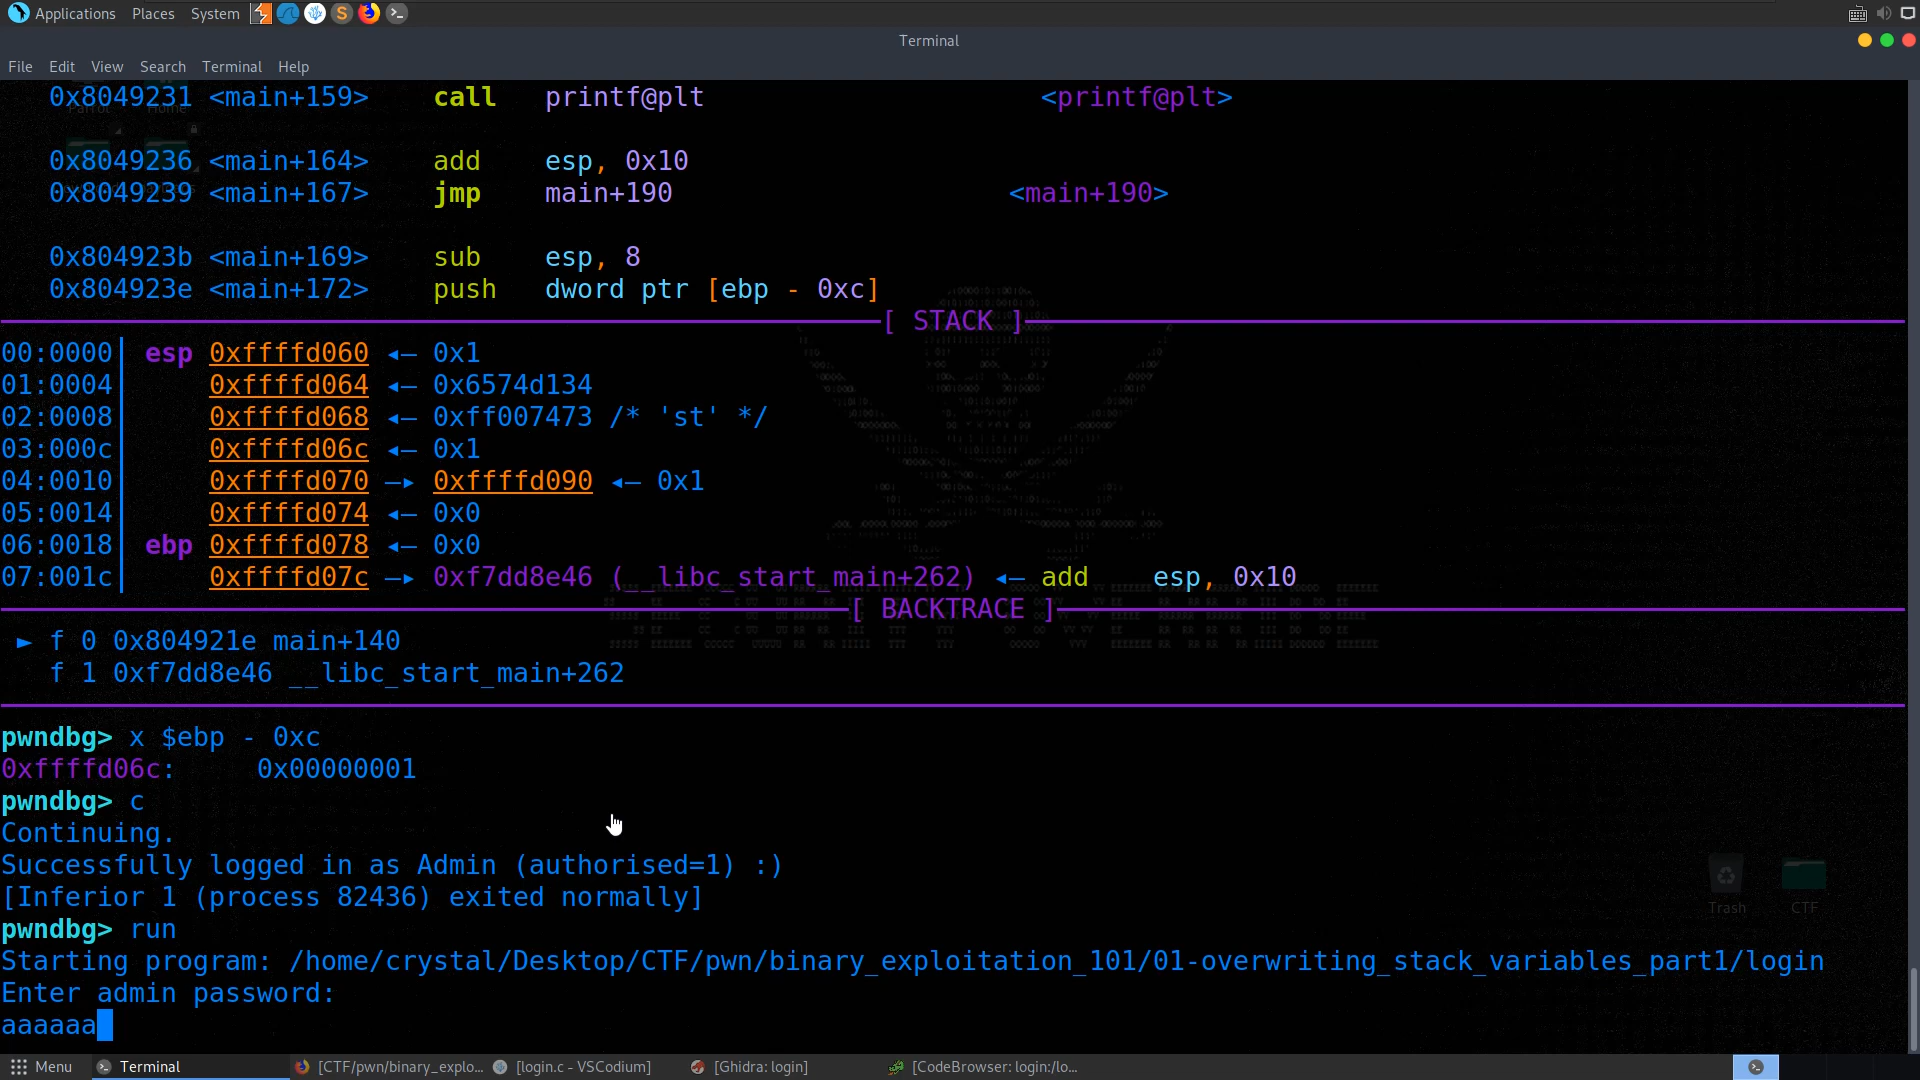 Applications Places System
Terminal
File Edit View Search Terminal Help
0x8049231 <main+159> call printf@plt <printf@plt>
0x8049236 <main+164> add esp, 0x10
0x8049239 <main+167> jmp main+190 <main+190>
0x804923b <main+169> sub esp, 8
0x804923e <main+172> push dword ptr [ebp - 0xc]
[ STACK ]
00:0000│ esp 0xffffd060 ◂— 0x1
01:0004│ 0xffffd064 ◂— 0x6574d134
02:0008│ 0xffffd068 ◂— 0xff007473 /* 'st' */
03:000c│ 0xffffd06c ◂— 0x1
04:0010│ 0xffffd070 —▸ 0xffffd090 ◂— 0x1
05:0014│ 0xffffd074 ◂— 0x0
06:0018│ ebp 0xffffd078 ◂— 0x0
07:001c│ 0xffffd07c —▸ 0xf7dd8e46 (__libc_start_main+262) ◂— add esp, 0x10
[ BACKTRACE ]
► f 0 0x804921e main+140
f 1 0xf7dd8e46 __libc_start_main+262
pwndbg> x $ebp - 0xc
0xffffd06c: 0x00000001
pwndbg> c
Continuing.
Successfully logged in as Admin (authorised=1) :)
[Inferior 1 (process 82436) exited normally]
Trash CTF
pwndbg> run
Starting program: /home/crystal/Desktop/CTF/pwn/binary_exploitation_101/01-overwriting_stack_variables_part1/login
Enter admin password:
aaaaaa
Menu Terminal [CTF/pwn/binary_explo... [login.c - VSCodium] [Ghidra: login] [CodeBrowser: login:/lo...